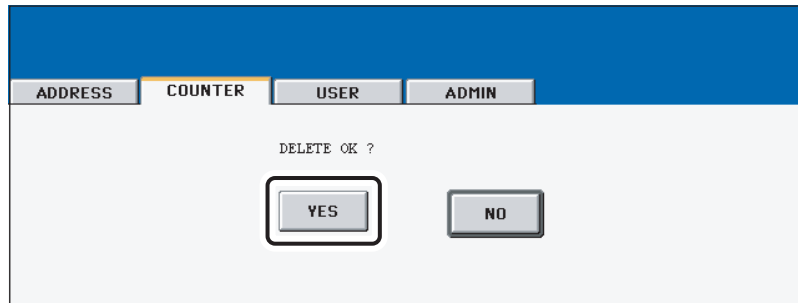 ADDRESS COUNTER USER ADMIN
DELETE OK ?
YES NO